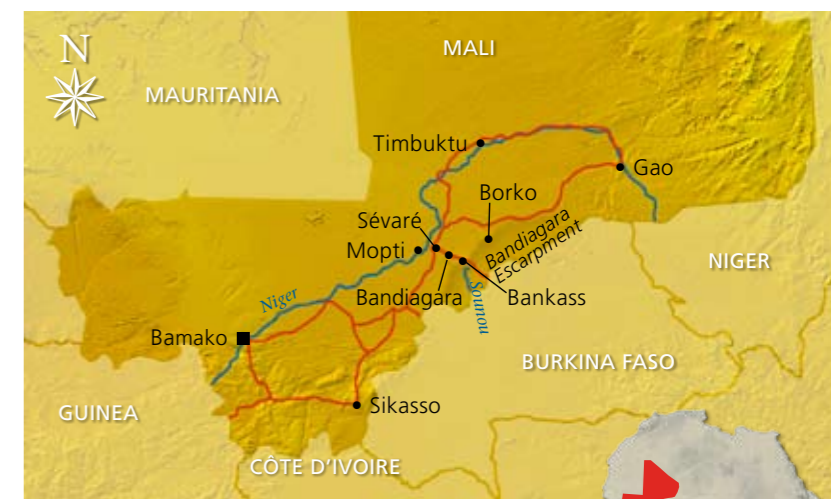 N
MALI
MAURITANIA
Timbuktu
Gao
Borko
Sévaré
Bandiagara
Escarpment
Mopti
NIGER
Niger
Bandiagara
Bankass
Sounou
Bamako
BURKINA FASO
Sikasso
GUINEA
CÔTE D'IVOIRE